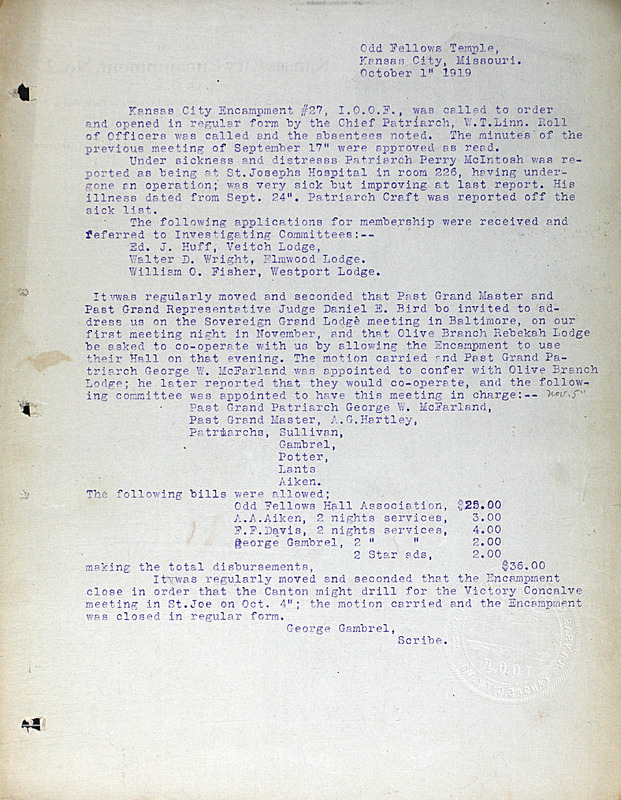 Odd Fellows Temple,
Kansas City, Missouri.
October 1" 1919
Kansas City Encampment #27, I.O.O.F., was called to order
and opened in regular form by the Chief Patriarch, W.T.Linn. Roll
of Officers was called and the absentees noted. The minutes of the
previous meeting of September 17" were approved as read.
Under sickness and distresss Patriarch Perry McIntosh was re-
ported as being at St.Josephs Hospital in room 226, having under-
gone an operation; was very sick but improving at last report. His
illness dated from Sept. 24". Patriarch Craft was reported off the
sick list.
The following applications for membership were received and
referred to Investigating Committees:--
Ed. J. Huff, Veitch Lodge,
Walter D. Wright, Elmwood Lodge.
William O. Fisher, Westport Lodge.
It was regularly moved and seconded that Past Grand Master and
Past Grand Representative Judge Daniel E. Bird bo invited to ad-
dress us on the Sovereign Grand Lodge meeting in Baltimore, on our
first meeting night in November, and that Olive Branch Rebekah Lodge
be asked to co-operate with us by allowing the Encampment to use
their Hall on that evening. The motion carried and Past Grand Pa-
triarch George W. McFarland was appointed to confer with Olive Branch
Lodge; he later reported that they would co-operate, and the follow-
ing committee was appointed to have this meeting in charge:-- Nov. 5"
Past Grand Patriarch George W. McFarland,
Past Grand Master, A.G.Hartley,
Patriarchs, Sullivan,
Gambrel,
Potter,
Lants
Aiken.
The following bills were allowed;
Odd Fellows Hall Association, $25.00
A.A.Aiken, 2 nights services, 3.00
F.F.Davis, 2 nights services, 4.00
George Gambrel, 2 " " 2.00
2 Star ads, 2.00
making the total disbursements, $36.00
It was regularly moved and seconded that the Encampment
close in order that the Canton might drill for the Victory Concalve
meeting in St.Joe on Oct. 4"; the motion carried and the Encampment
was closed in regular form.
George Gambrel,
Scribe.